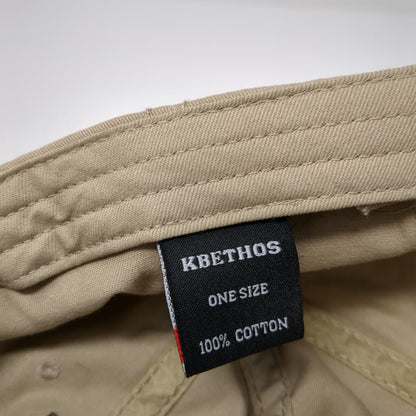 KBETHOS
ONE SIZE
100% COTTON